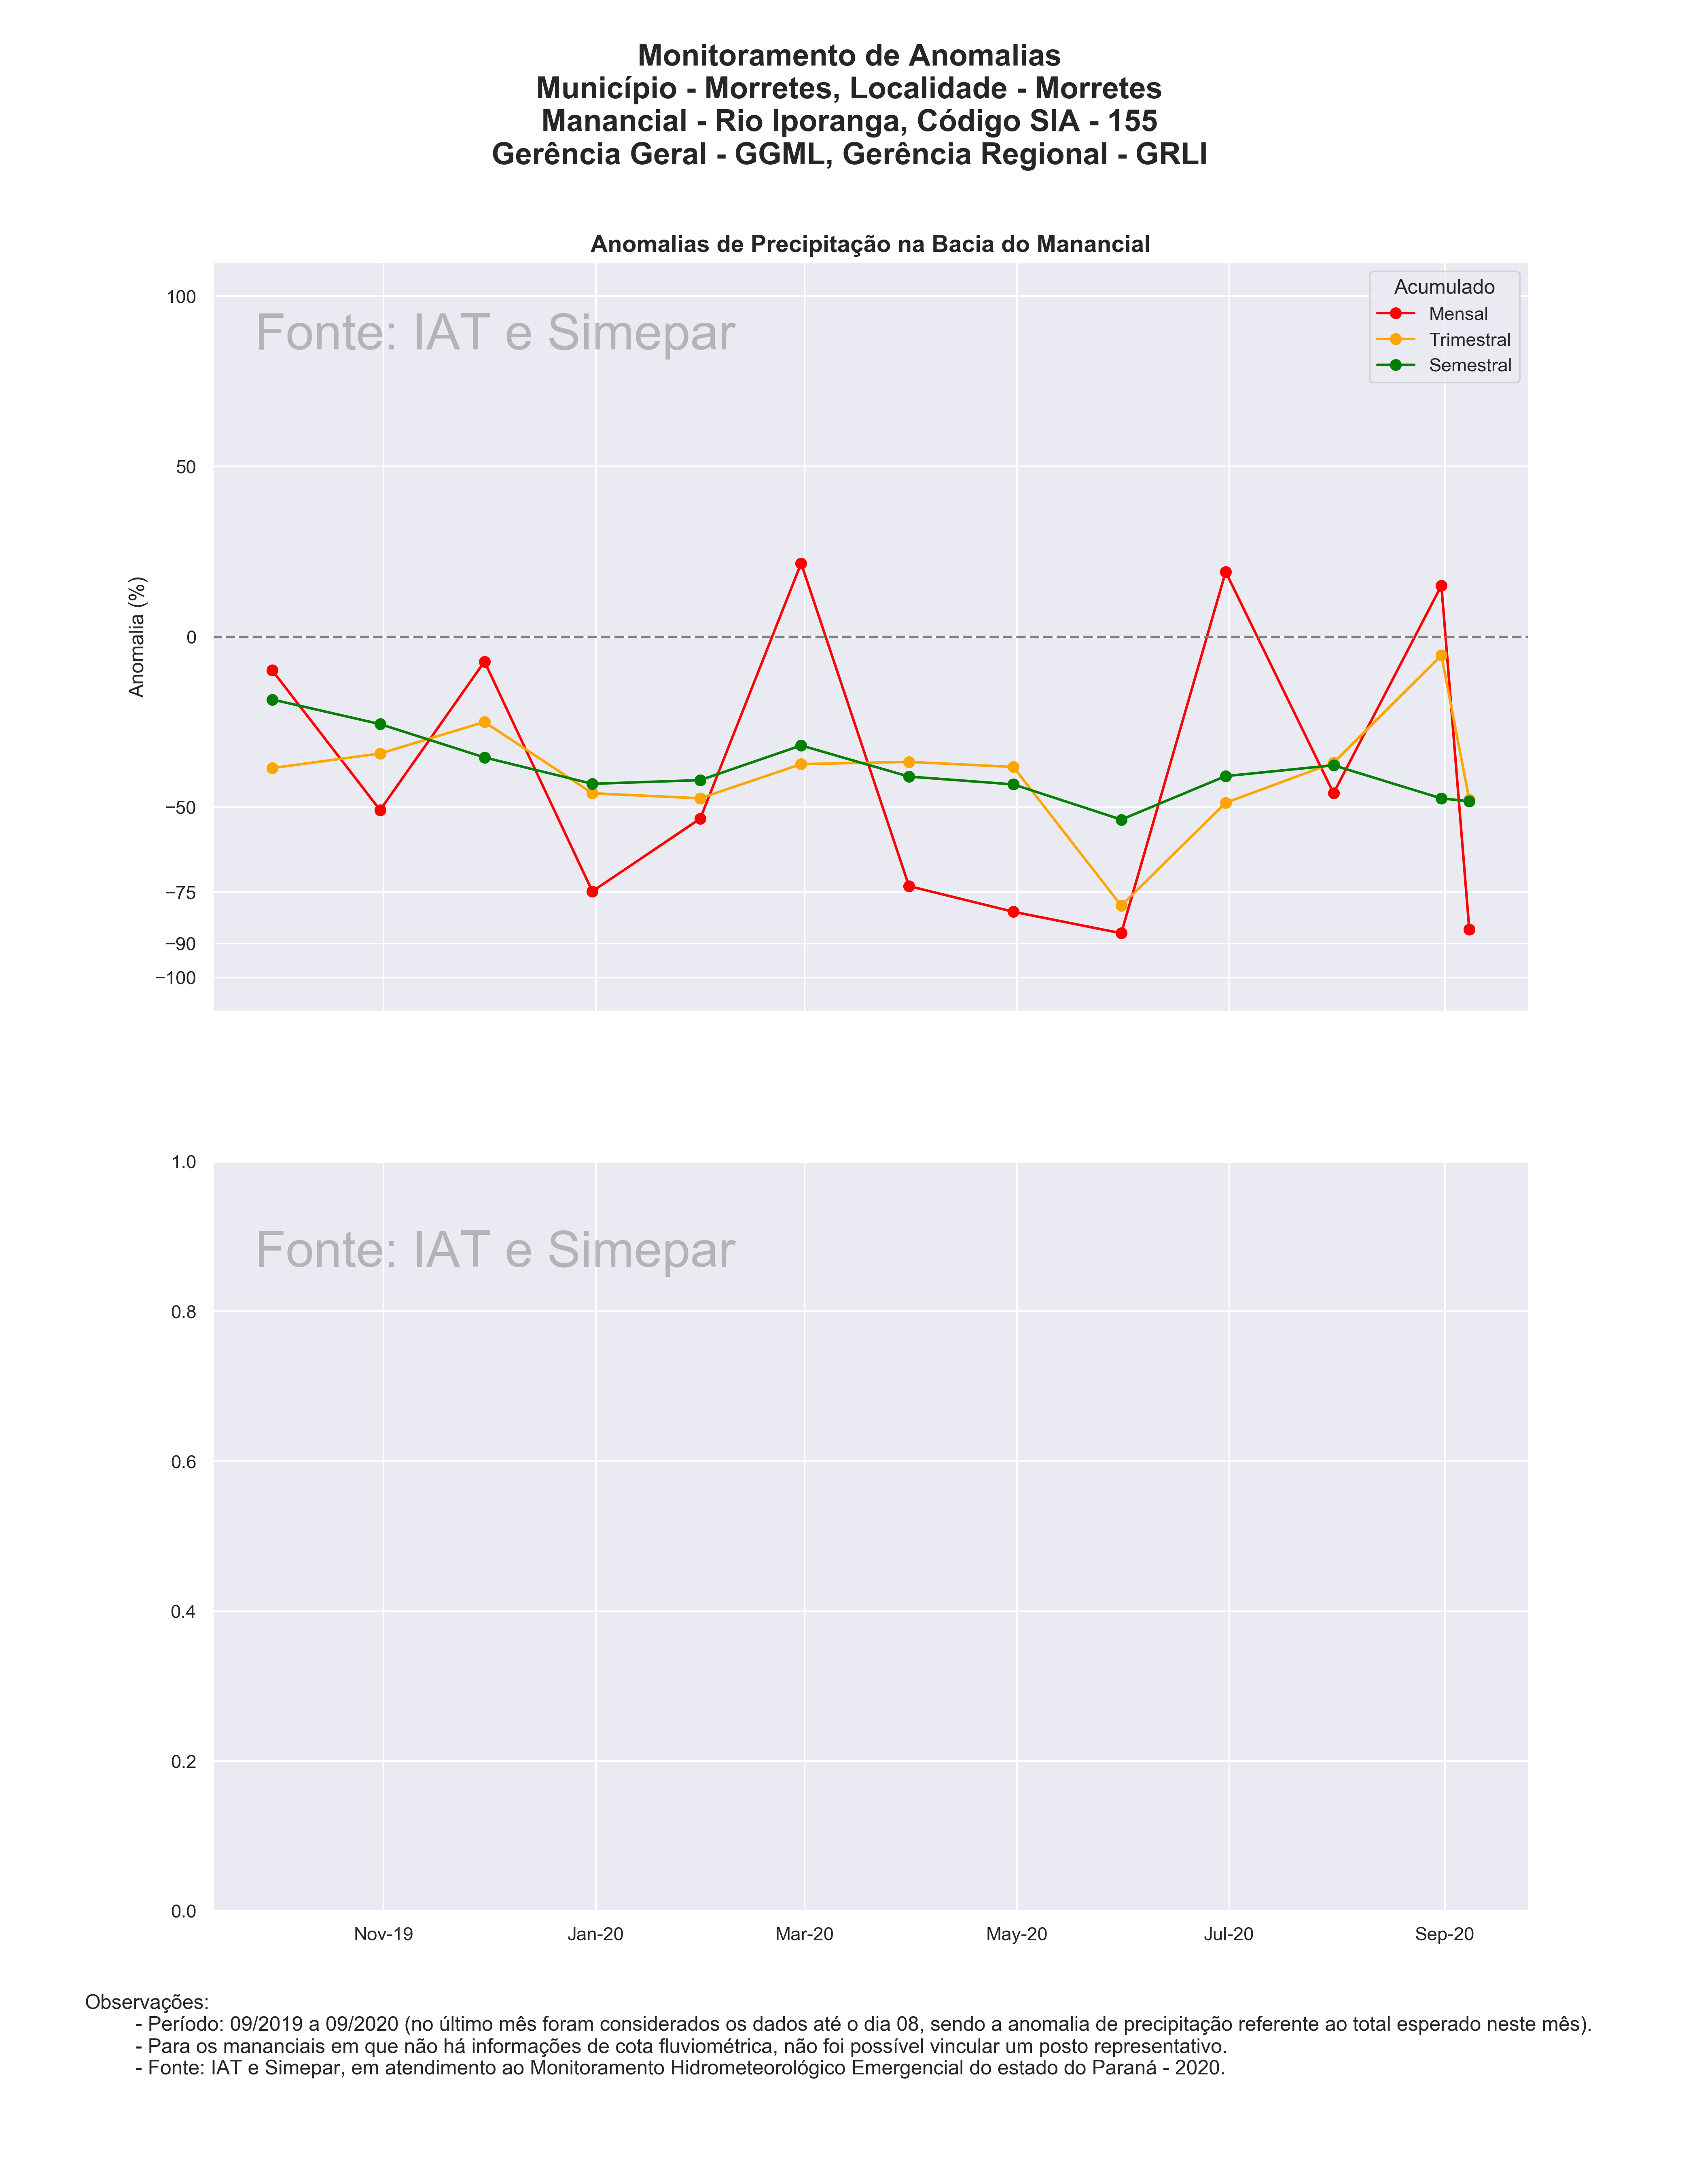 Monitoramento de Anomalias
Município - Morretes, Localidade - Morretes
Manancial - Rio Iporanga, Código SIA - 155
Gerência Geral - GGML, Gerência Regional - GRLI
Anomalias de Precipitação na Bacia do Manancial
Fonte: IAT e Simepar
Acumulado
Mensal
Trimestral
Semestral
Anomalia (%)
100
50
0
−50
−75
−90
−100
Fonte: IAT e Simepar
1.0
0.8
0.6
0.4
0.2
0.0
Nov-19 Jan-20 Mar-20 May-20 Jul-20 Sep-20
Observações:
- Período: 09/2019 a 09/2020 (no último mês foram considerados os dados até o dia 08, sendo a anomalia de precipitação referente ao total esperado neste mês).
- Para os mananciais em que não há informações de cota fluviométrica, não foi possível vincular um posto representativo.
- Fonte: IAT e Simepar, em atendimento ao Monitoramento Hidrometeorológico Emergencial do estado do Paraná - 2020.